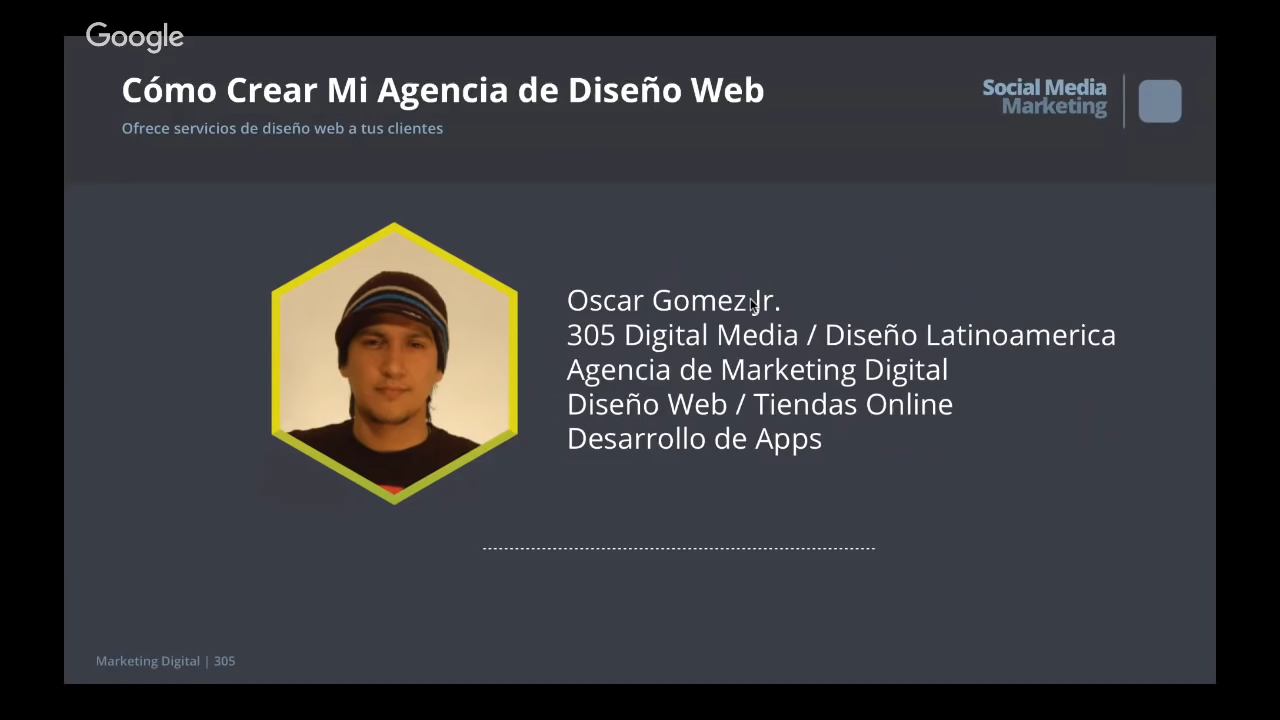 Google
Cómo Crear Mi Agencia de Diseño Web
Ofrece servicios de diseño web a tus clientes
Social Media
Marketing
Oscar Gomez Jr.
305 Digital Media / Diseño Latinoamerica
Agencia de Marketing Digital
Diseño Web / Tiendas Online
Desarrollo de Apps
Marketing Digital | 305